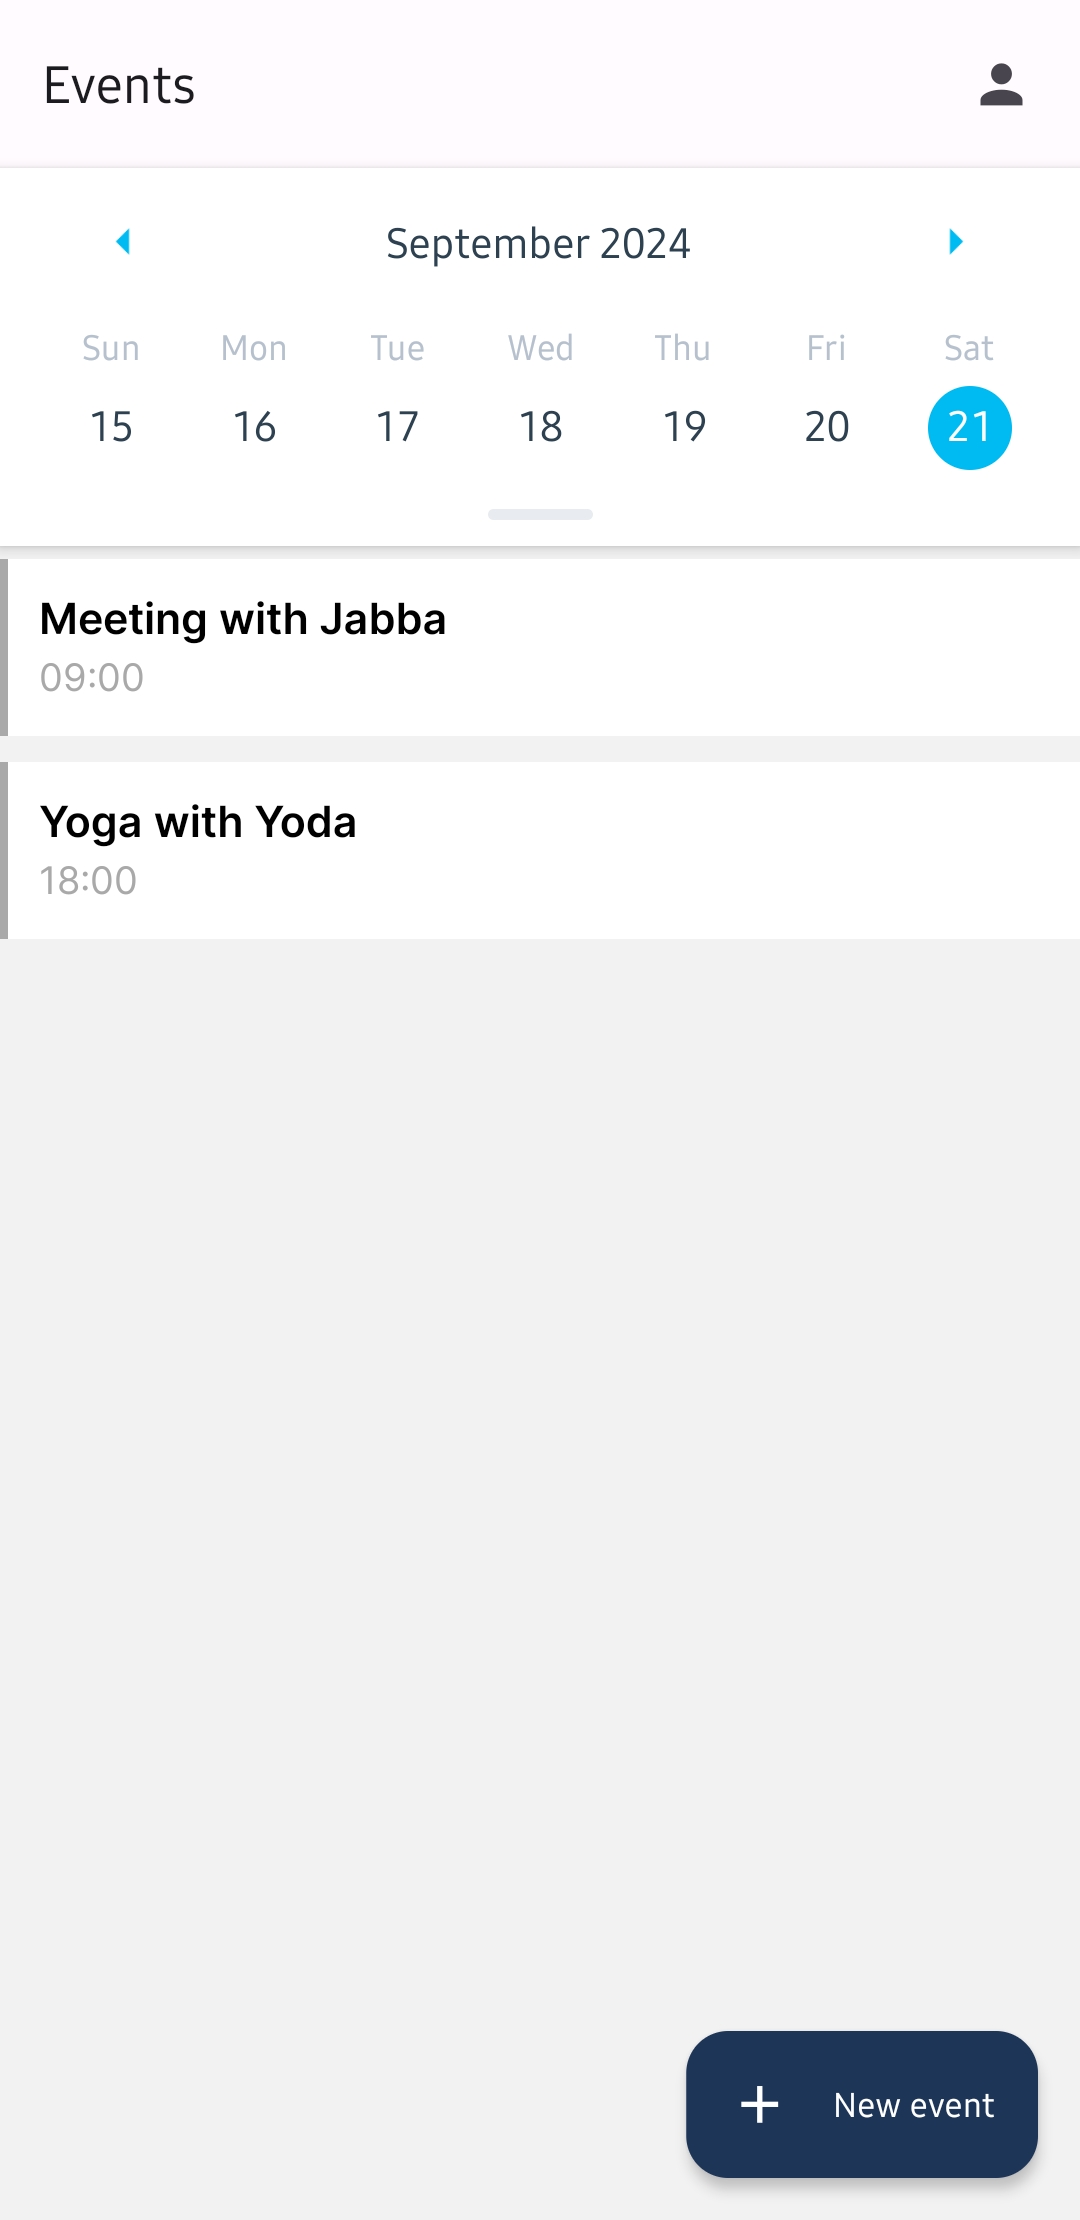 Events
September 2024
Sun Mon Tue Wed Thu Fri Sat
15 16 17 18 19 20 21
Meeting with Jabba
09:00
Yoga with Yoda
18:00
New event